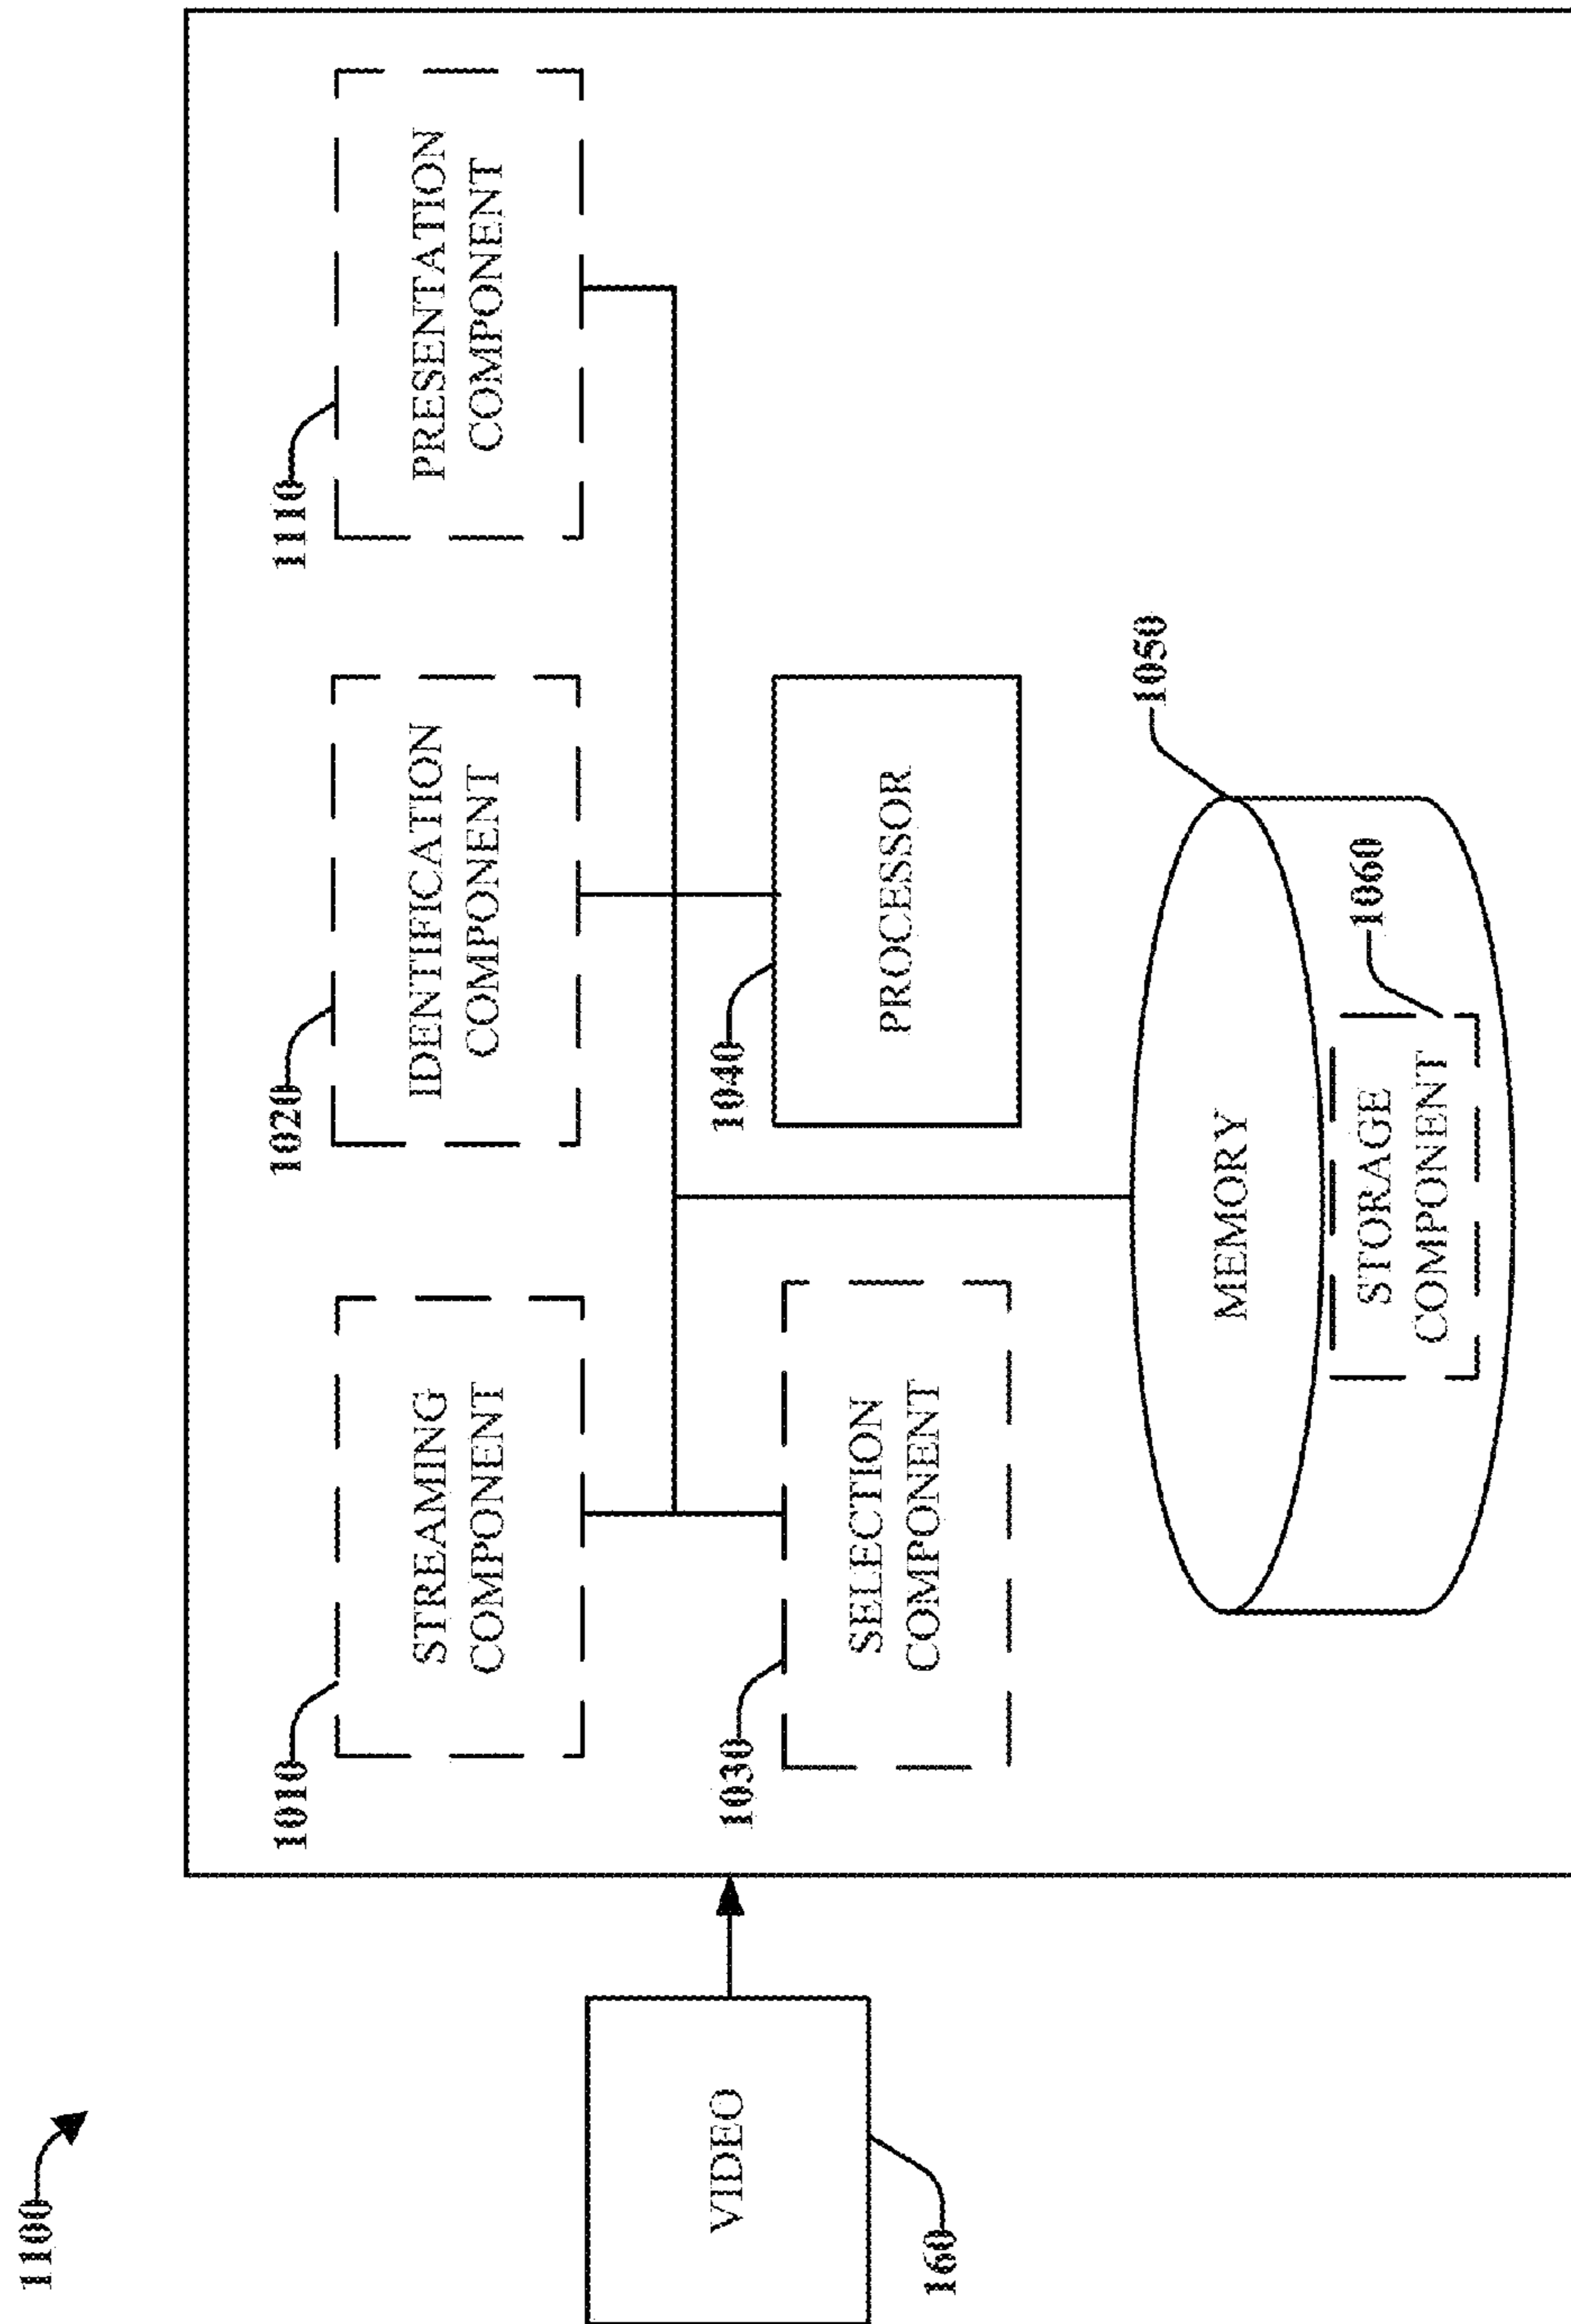 1100
1010
STREAMING
COMPONENT
1020
IDENTIFICATION
COMPONENT
1110
PRESENTATION
COMPONENT
VIDEO
160
1030
SELECTION
COMPONENT
1040
PROCESSOR
1050
MEMORY
1060
STORAGE
COMPONENT